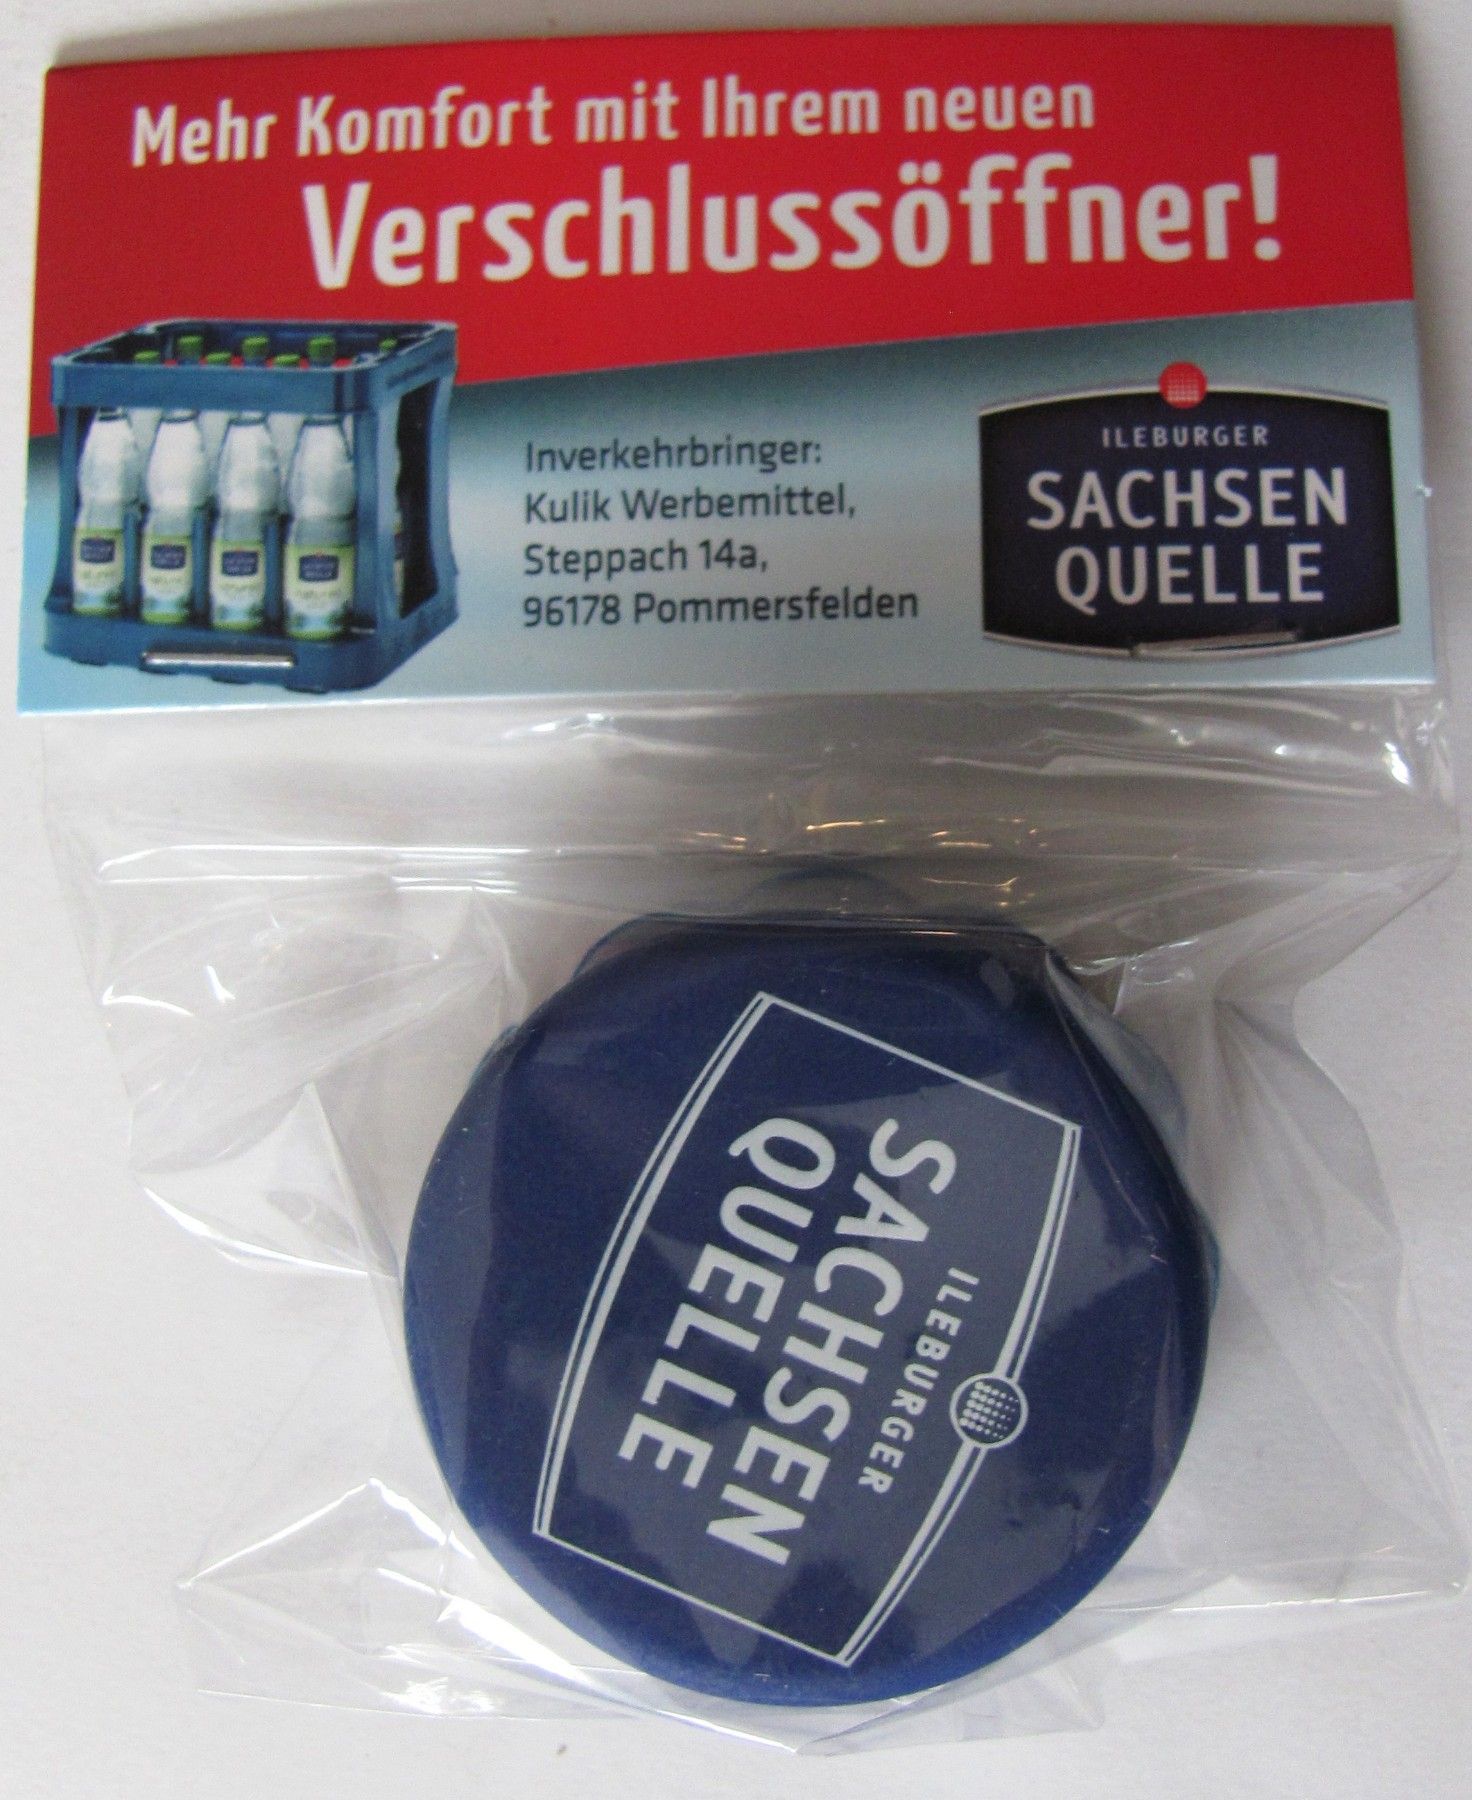 Mehr Komfort mit Ihrem neuen
Verschlussöffner!
Inverkehrbringer:
Kulik Werbemittel,
Steppach 14a,
96178 Pommersfelden
ILEBURGER
SACHSEN
QUELLE
ILEBURGER
SACHSEN
QUELLE